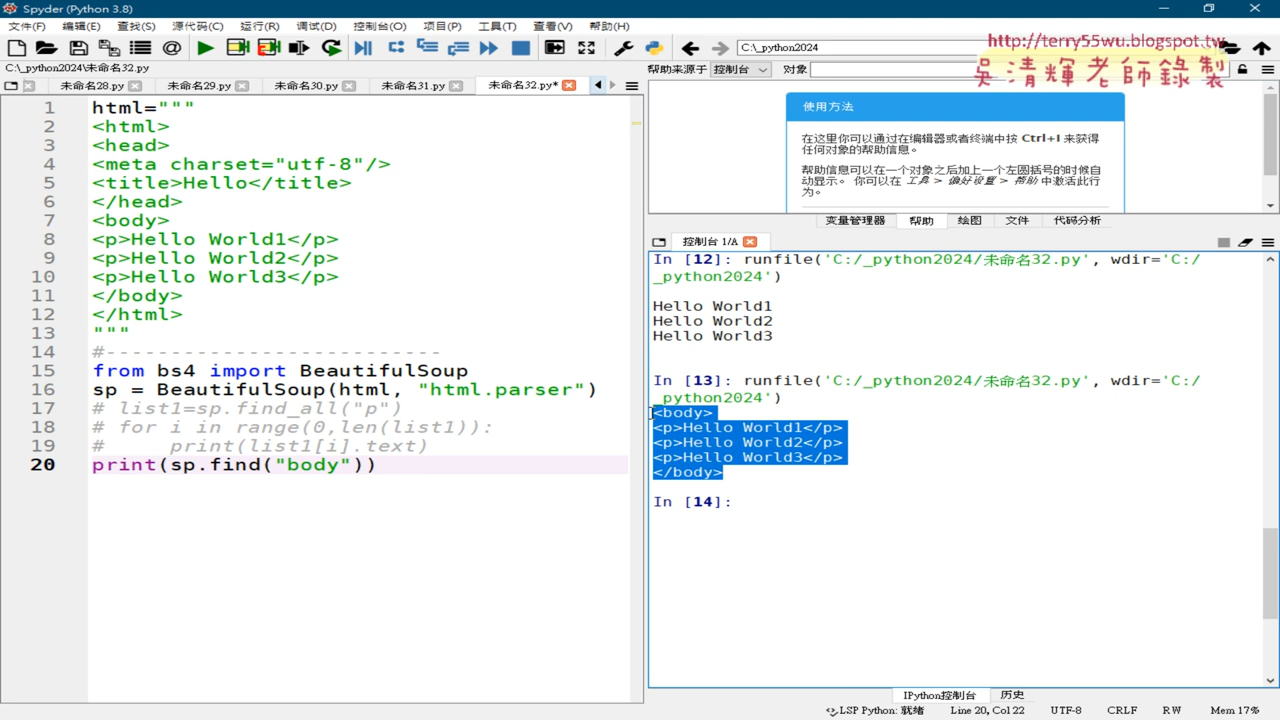 Spyder (Python 3.8)
文件(F) 编辑(E) 查找(S) 源代码(C) 运行(R) 调试(D) 控制台(O) 项目(P) 工具(T) 查看(V) 帮助(H)
C:\_python2024
http://terry55wu.blogspot.tw
吳清輝老師錄製
C:\_python2024\未命名32.py
帮助来源于 控制台 对象
未命名28.py 未命名29.py 未命名30.py 未命名31.py 未命名32.py*
1 html="""
2 <html>
3 <head>
4 <meta charset="utf-8"/>
5 <title>Hello</title>
6 </head>
7 <body>
8 <p>Hello World1</p>
9 <p>Hello World2</p>
10 <p>Hello World3</p>
11 </body>
12 </html>
13 """
14 #---------------------------
15 from bs4 import BeautifulSoup
16 sp = BeautifulSoup(html, "html.parser")
17 # list1=sp.find_all("p")
18 # for i in range(0,len(list1)):
19 #     print(list1[i].text)
20 print(sp.find("body"))
使用方法
在这里你可以通过在编辑器或者终端中按 Ctrl+I 来获得
任何对象的帮助信息。
帮助信息可以在一个对象之后加上一个左圆括号的时候自
动显示。 你可以在 工具 > 偏好设置 > 帮助 中激活此行
为。
变量管理器 帮助 绘图 文件 代码分析
控制台 1/A
In [12]: runfile('C:/_python2024/未命名32.py', wdir='C:/
_python2024')
Hello World1
Hello World2
Hello World3
In [13]: runfile('C:/_python2024/未命名32.py', wdir='C:/
_python2024')
<body>
<p>Hello World1</p>
<p>Hello World2</p>
<p>Hello World3</p>
</body>
In [14]:
IPython控制台 历史
LSP Python: 就绪 Line 20, Col 22 UTF-8 CRLF RW Mem 17%